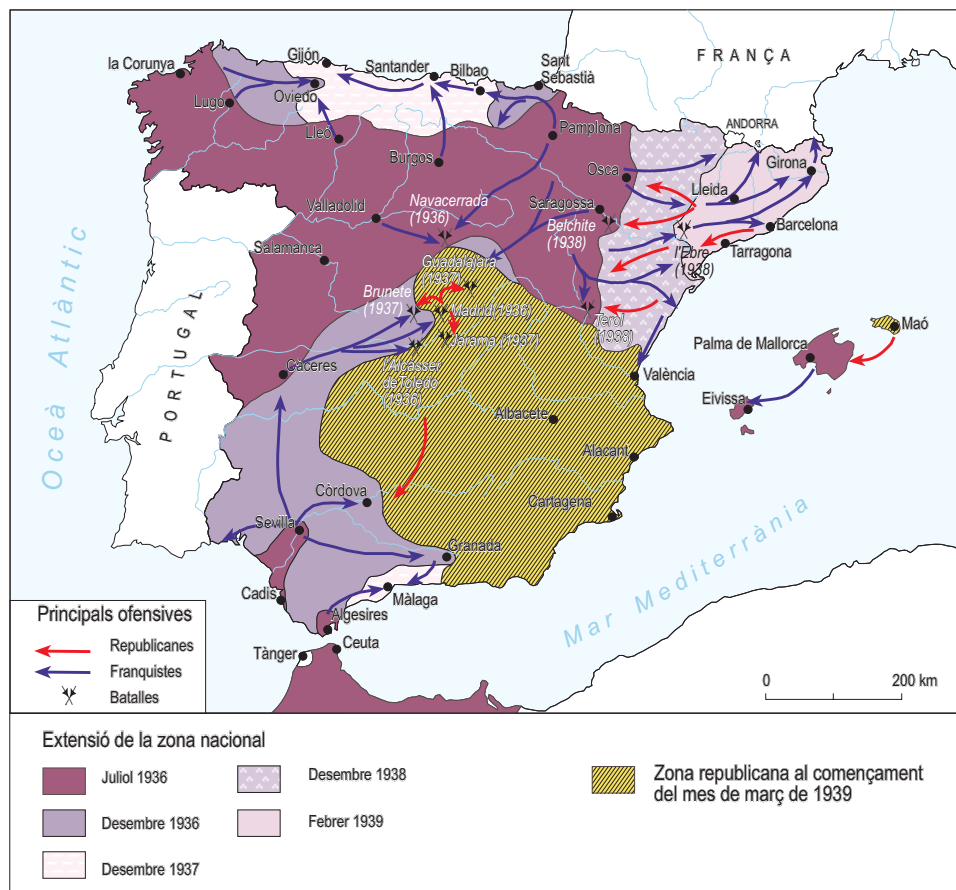 FRANÇA
ANDORRA
PORTUGAL
Oceà Atlàntic
Mar Mediterrània
la Corunya
Gijón
Santander
Bilbao
Sant
Sebastià
Lugo
Oviedo
Lleó
Burgos
Pamplona
Osca
Girona
Lleida
Barcelona
Tarragona
Valladolid
Navacerrada
(1936)
Saragossa
Belchite
(1938)
l'Ebre
(1938)
Salamanca
Guadalajara
(1937)
Brunete
(1937)
Madrid (1936)
Jarama (1937)
Terol
(1938)
l'Alcàsser
de Toledo
(1936)
Càceres
València
Palma de Mallorca
Maó
Eivissa
Albacete
Alacant
Cartagena
Còrdova
Sevilla
Granada
Cadis
Màlaga
Algesires
Ceuta
Tànger
Principals ofensives
Republicanes
Franquistes
Batalles
0 200 km
Extensió de la zona nacional
Juliol 1936
Desembre 1936
Desembre 1937
Desembre 1938
Febrer 1939
Zona republicana al començament
del mes de març de 1939